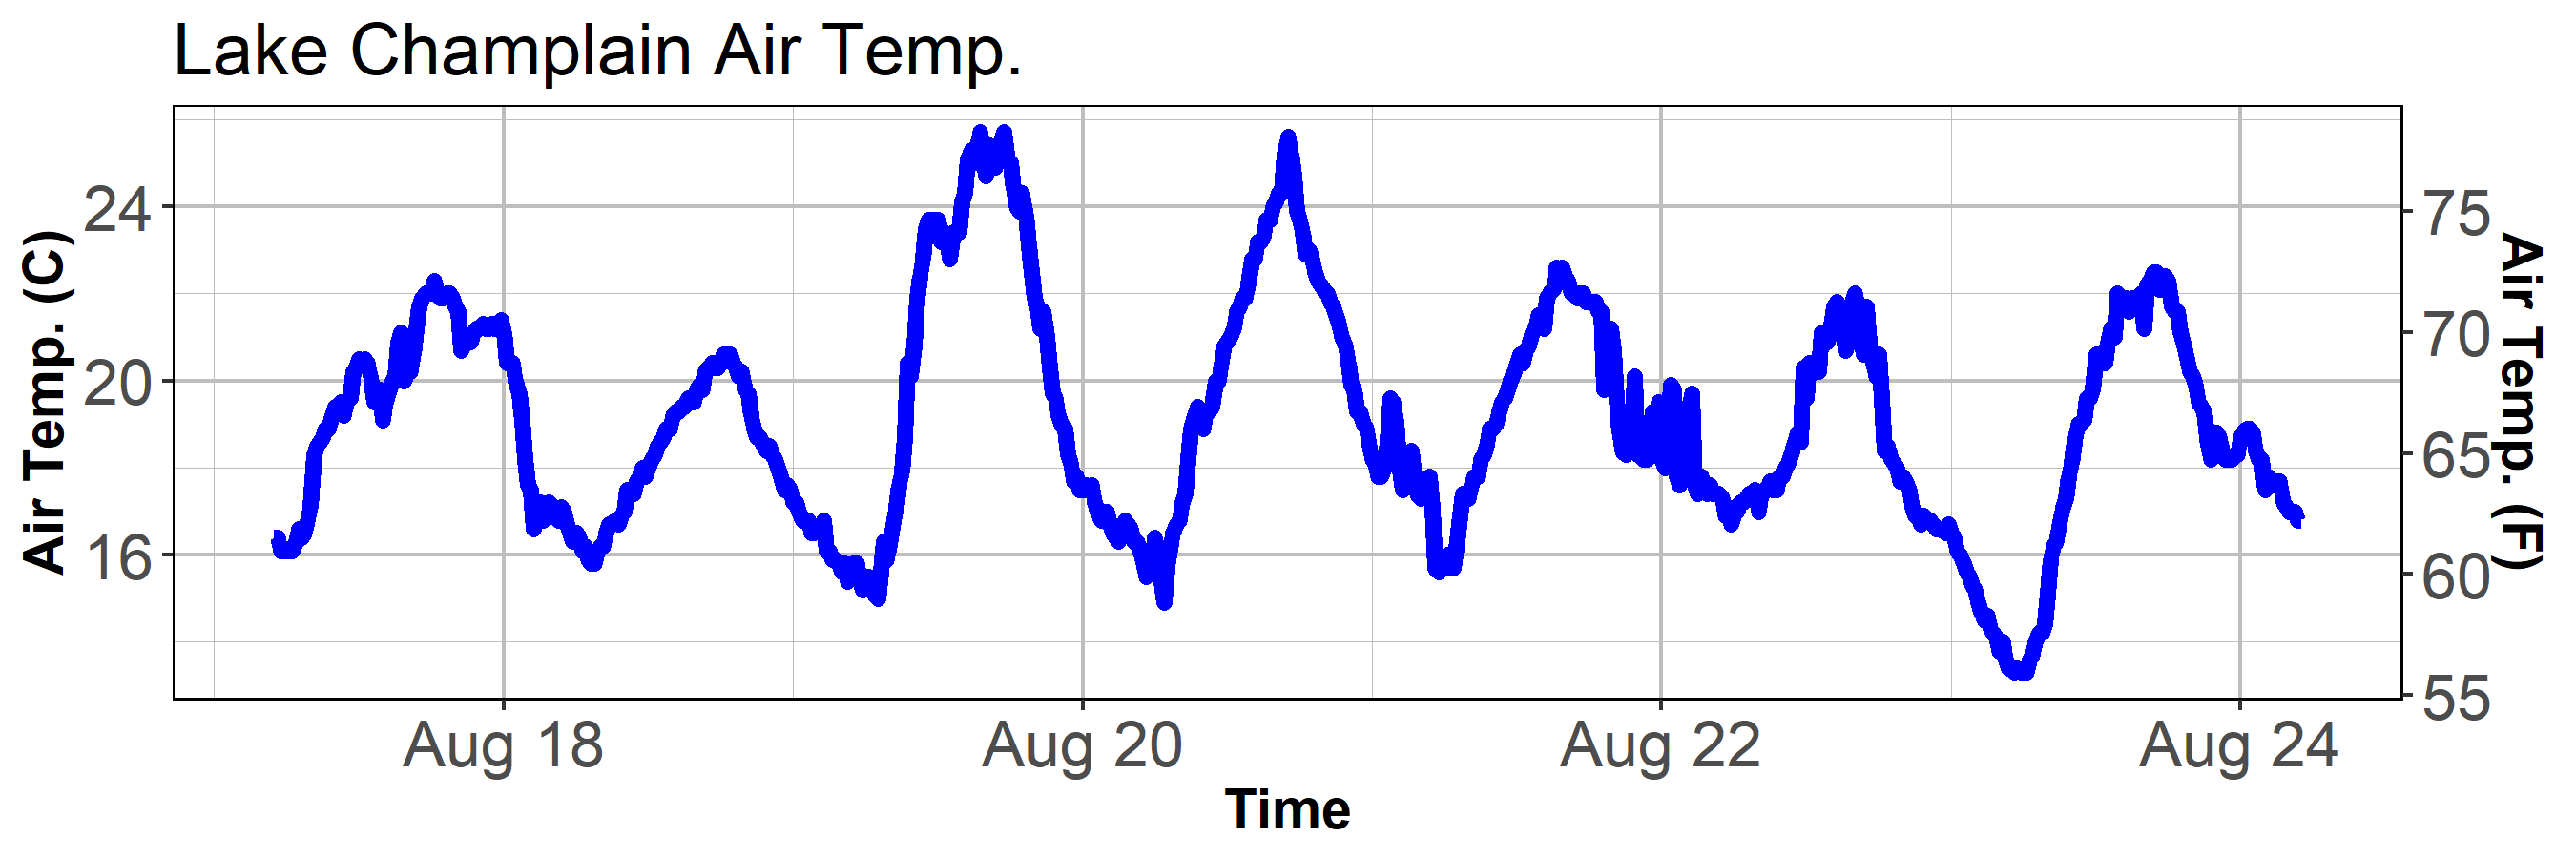 Lake Champlain Air Temp.
Air Temp. (C)
24
20
16
75
70
65
60
55
Air Temp. (F)
Aug 18
Aug 20
Aug 22
Aug 24
Time